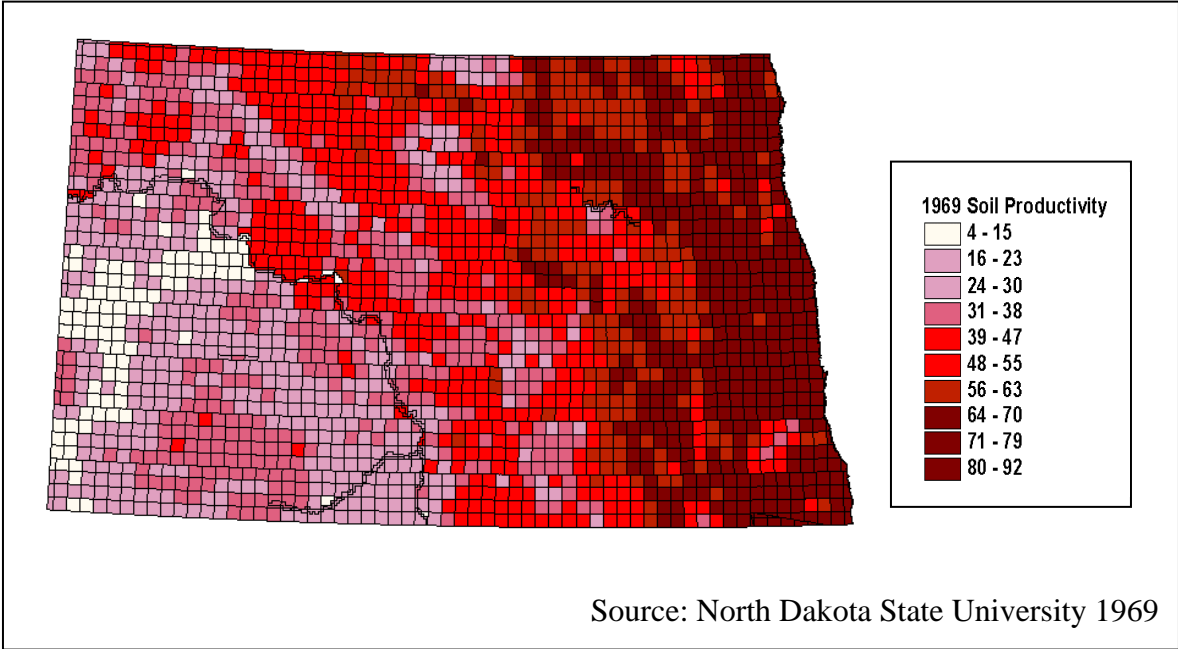 1969 Soil Productivity
4 - 15
16 - 23
24 - 30
31 - 38
39 - 47
48 - 55
56 - 63
64 - 70
71 - 79
80 - 92
Source: North Dakota State University 1969